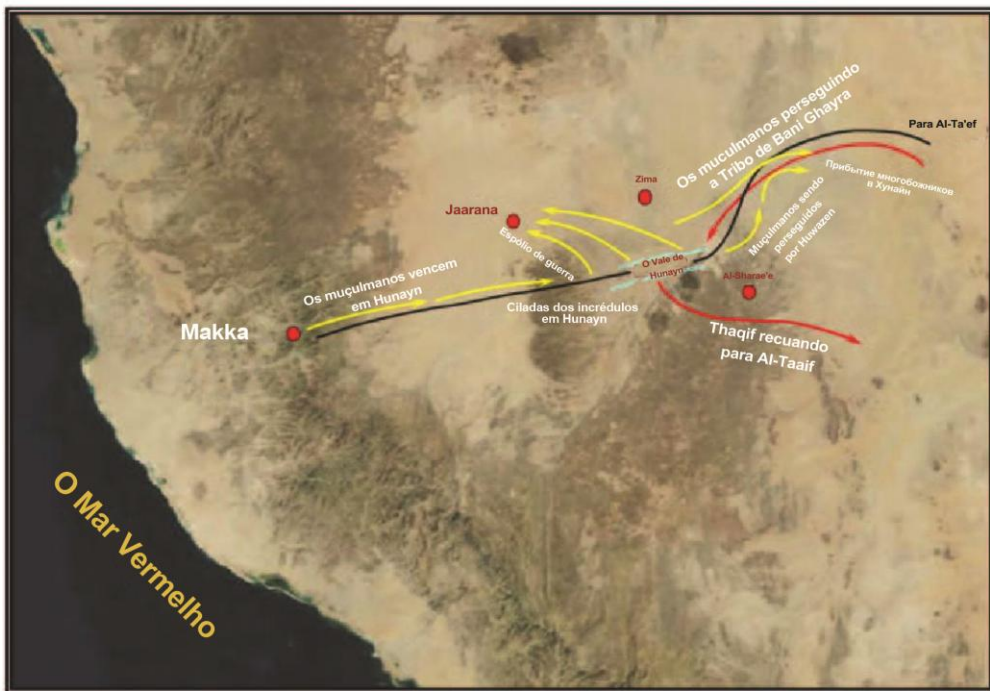 Os muculmanos perseguindo
a Tribo de Bani Ghayra
Para Al-Ta'ef
Прибытие многобожников
в Хунайн
Zima
Jaarana
Muçulmanos sendo
perseguidos
por Huwazen
Espólio de guerra
O Vale de
Hunayn
Al-Sharae'e
Os muçulmanos vencem
em Hunayn
Ciladas dos incrédulos
em Hunayn
Makka
Thaqif recuando
para Al-Taaif
O Mar Vermelho